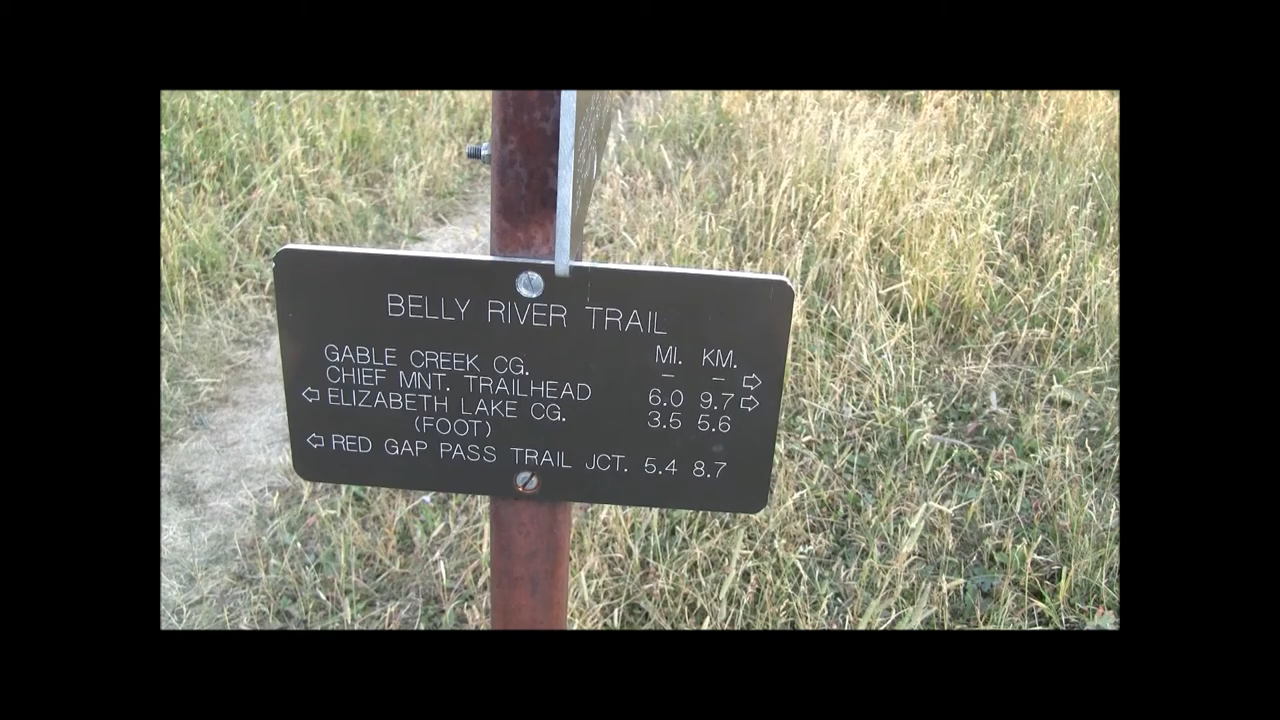 BELLY RIVER TRAIL
MI. KM.
GABLE CREEK CG. – – ⇨
CHIEF MNT. TRAILHEAD 6.0 9.7 ⇨
⇦ ELIZABETH LAKE CG. 3.5 5.6
(FOOT)
⇦ RED GAP PASS TRAIL JCT. 5.4 8.7